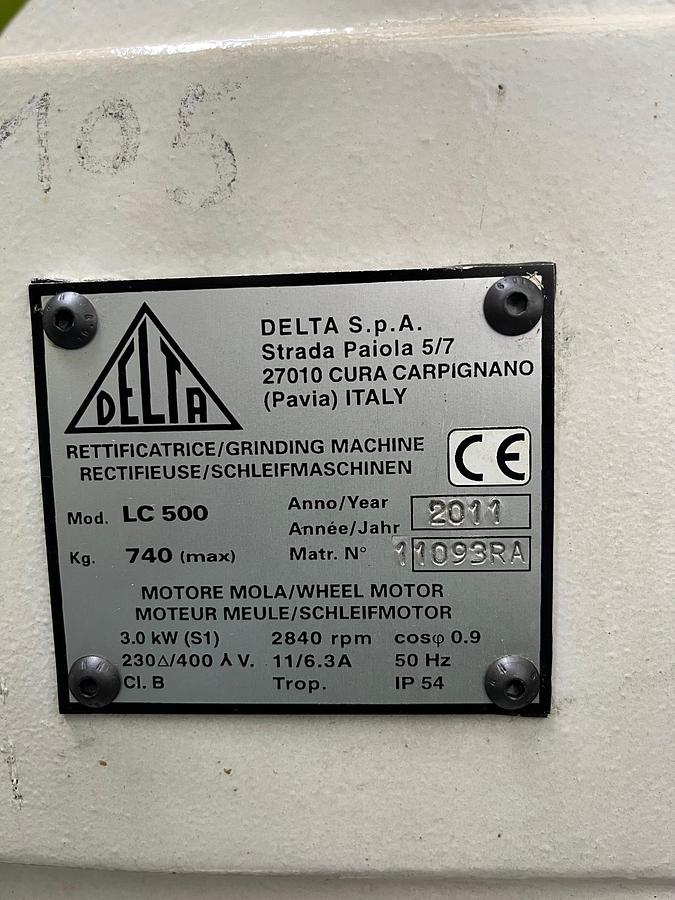 105
DELTA
DELTA S.p.A.
Strada Paiola 5/7
27010 CURA CARPIGNANO
(Pavia) ITALY
RETTIFICATRICE/GRINDING MACHINE
RECTIFIEUSE/SCHLEIFMASCHINEN
CE
Mod. LC 500
Anno/Year
Année/Jahr
2011
Kg. 740 (max)
Matr. N° 11093RA
MOTORE MOLA/WHEEL MOTOR
MOTEUR MEULE/SCHLEIFMOTOR
3.0 kW (S1) 2840 rpm cosφ 0.9
230△/400⅄ V. 11/6.3A 50 Hz
Cl. B Trop. IP 54